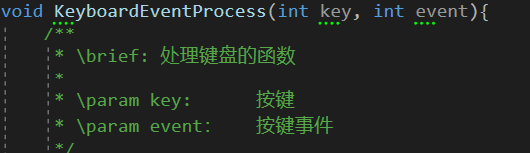 void KeyboardEventProcess(int key, int event){
/**
* \brief: 处理键盘的函数
*
* \param key: 按键
* \param event: 按键事件
*/